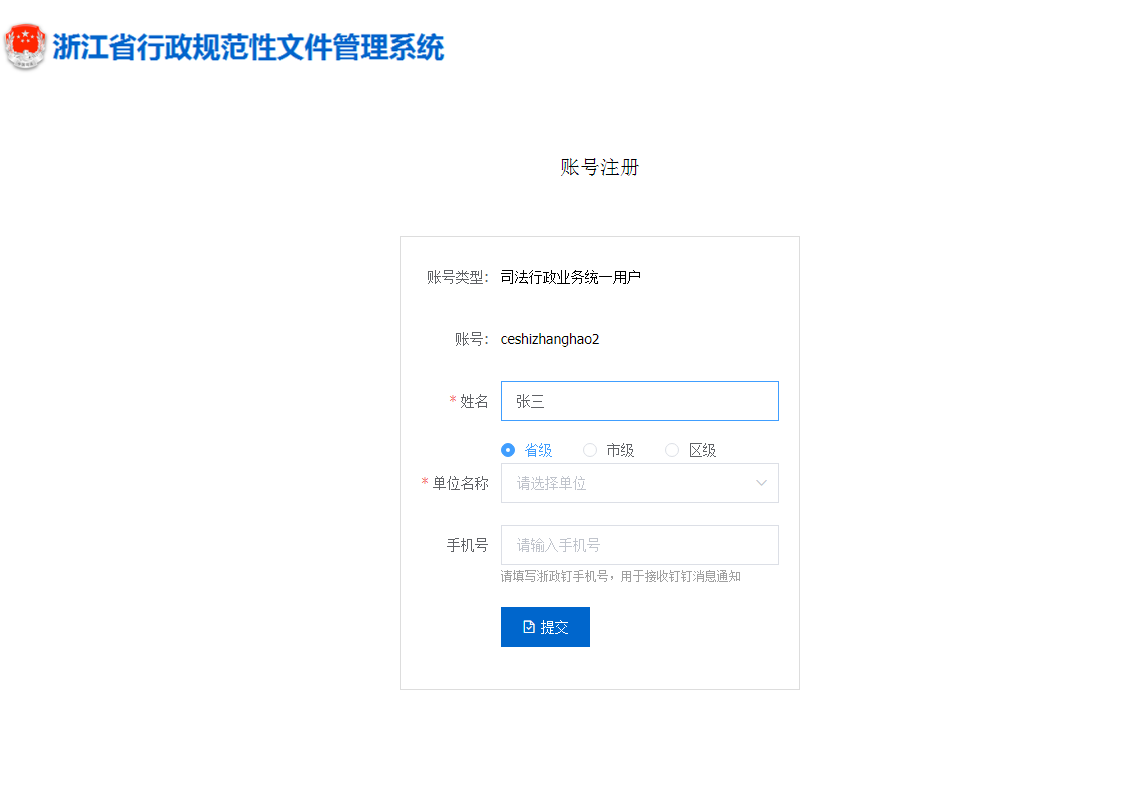 浙江省行政规范性文件管理系统
账号注册
账号类型: 司法行政业务统一用户
账号: ceshizhanghao2
* 姓名 张三
省级 市级 区级
* 单位名称 请选择单位
手机号 请输入手机号
请填写浙政钉手机号，用于接收钉钉消息通知
提交